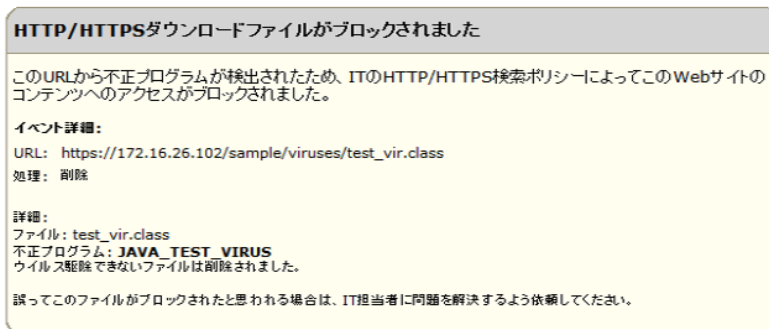 HTTP/HTTPSダウンロードファイルがブロックされました
このURLから不正プログラムが検出されたため、ITのHTTP/HTTPS検索ポリシーによってこのWebサイトの
コンテンツへのアクセスがブロックされました。
イベント詳細:
URL: https://172.16.26.102/sample/viruses/test_vir.class
処理: 削除
詳細:
ファイル: test_vir.class
不正プログラム: JAVA_TEST_VIRUS
ウイルス駆除できないファイルは削除されました。
誤ってこのファイルがブロックされたと思われる場合は、IT担当者に問題を解決するよう依頼してください。